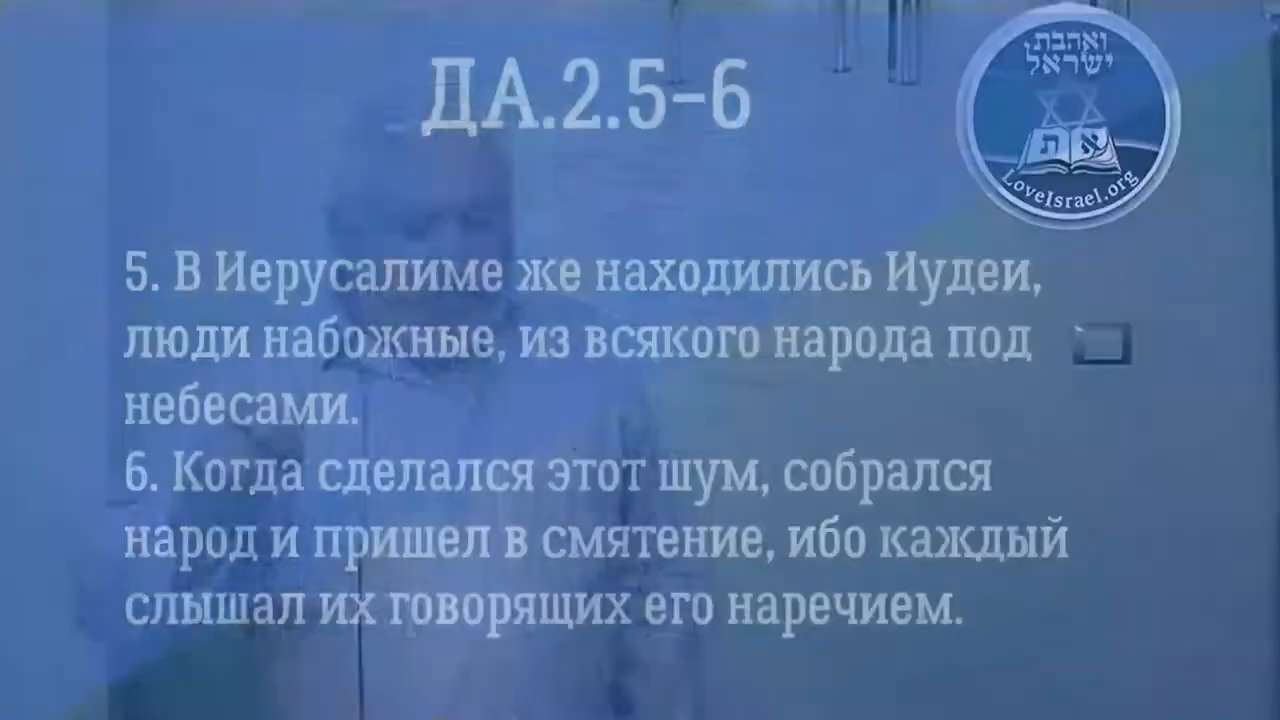 ДА.2.5-6
ואהבת
ישראל
ת א
LoveIsrael.org
5. В Иерусалиме же находились Иудеи,
люди набожные, из всякого народа под
небесами.
6. Когда сделался этот шум, собрался
народ и пришел в смятение, ибо каждый
слышал их говорящих его наречием.